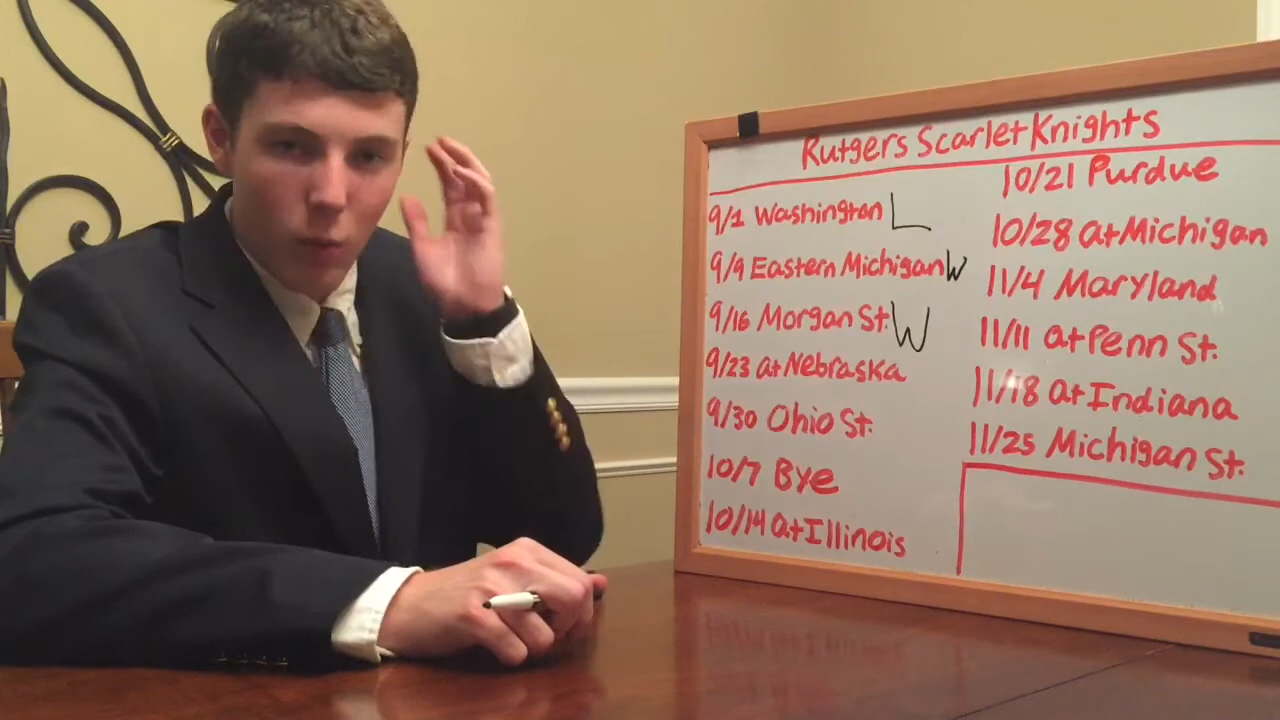 Rutgers Scarlet Knights
9/1 Washington L
9/9 Eastern Michigan W
9/16 Morgan St. W
9/23 at Nebraska
9/30 Ohio St.
10/7 Bye
10/14 at Illinois
10/21 Purdue
10/28 at Michigan
11/4 Maryland
11/11 at Penn St.
11/18 at Indiana
11/25 Michigan St.